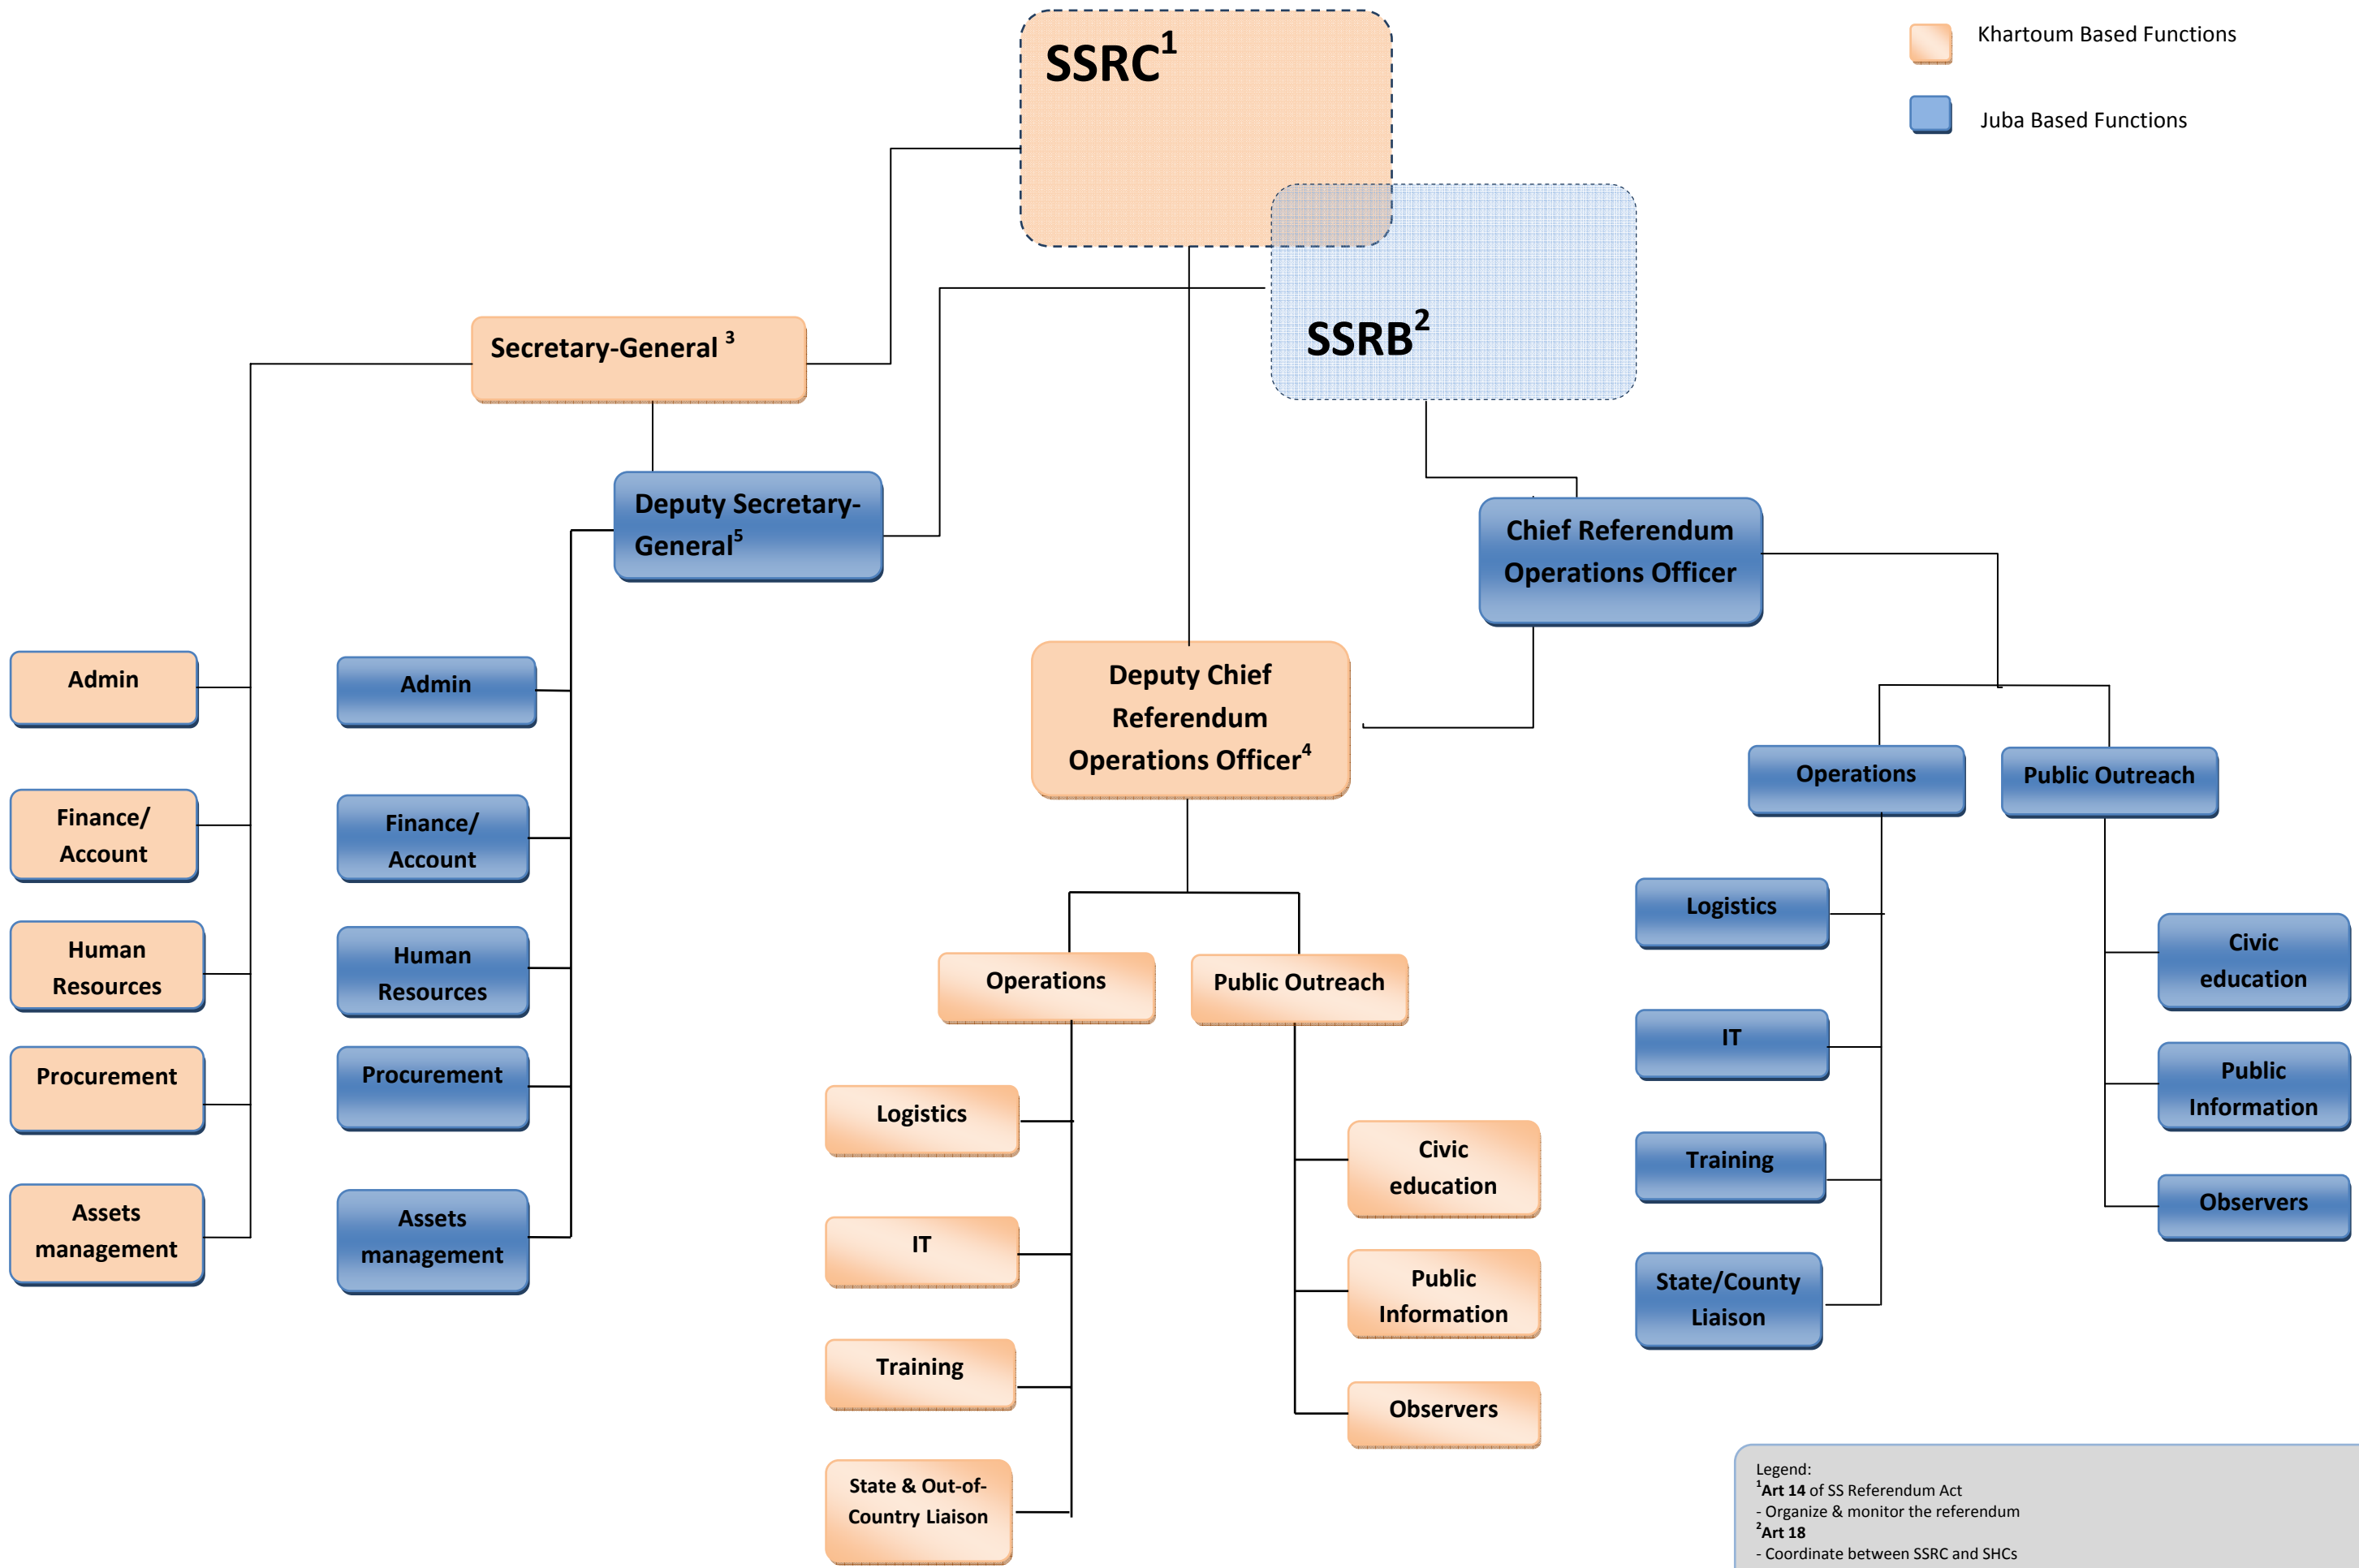 SSRC1
Khartoum Based Functions
Juba Based Functions
SSRB2
Secretary-General 3
Deputy Secretary-
General5
Chief Referendum
Operations Officer
Deputy Chief
Referendum
Operations Officer4
Admin
Finance/
Account
Human
Resources
Procurement
Assets
management
Admin
Finance/
Account
Human
Resources
Procurement
Assets
management
Operations
Public Outreach
Logistics
IT
Training
State & Out-of-
Country Liaison
Civic
education
Public
Information
Observers
Operations
Public Outreach
Logistics
IT
Training
State/County
Liaison
Civic
education
Public
Information
Observers
Legend:
1Art 14 of SS Referendum Act
- Organize & monitor the referendum
2Art 18
- Coordinate between SSRC and SHCs